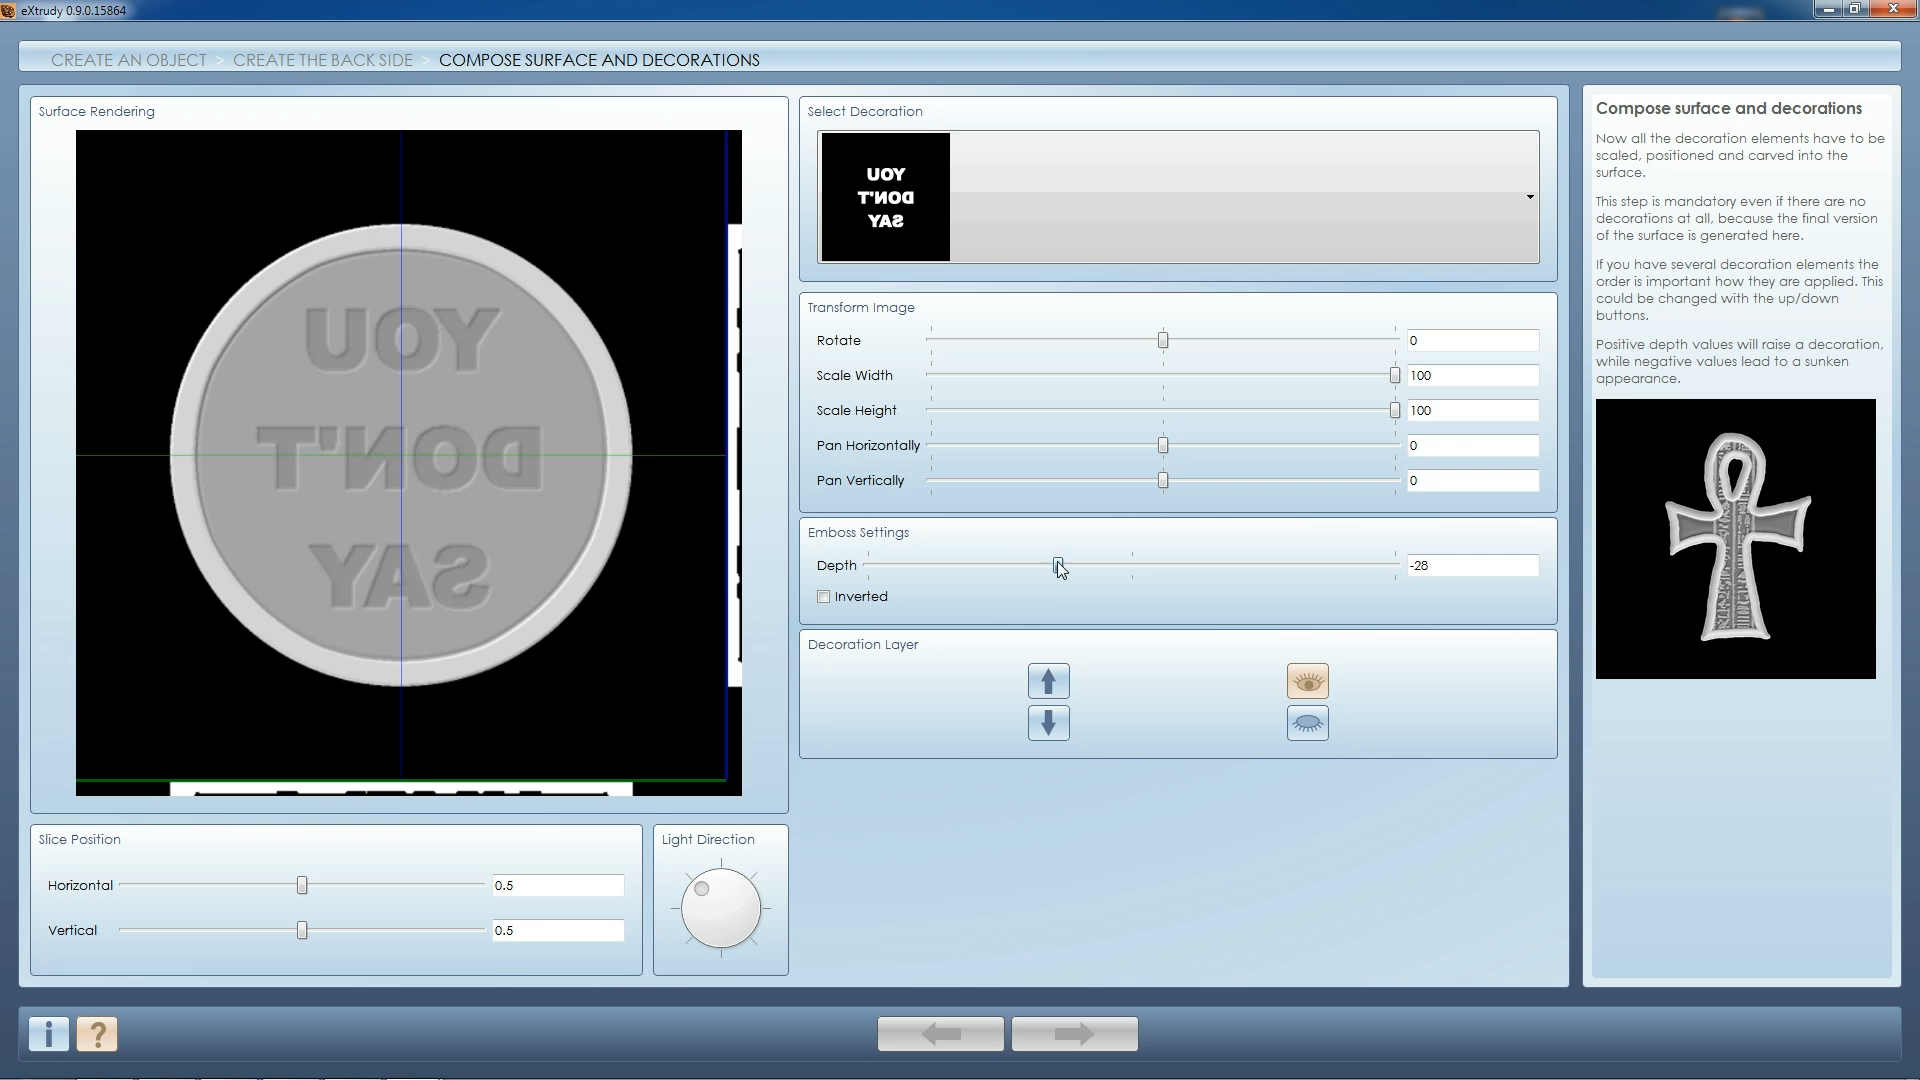 eXtrudy 0.9.0.15864
CREATE AN OBJECT > CREATE THE BACK SIDE > COMPOSE SURFACE AND DECORATIONS
Surface Rendering
YOU
DON'T
SAY
Slice Position
Horizontal 0.5
Vertical 0.5
Light Direction
Select Decoration
YOU
DON'T
SAY
Transform Image
Rotate 0
Scale Width 100
Scale Height 100
Pan Horizontally 0
Pan Vertically 0
Emboss Settings
Depth -28
Inverted
Decoration Layer
Compose surface and decorations
Now all the decoration elements have to be
scaled, positioned and carved into the
surface.
This step is mandatory even if there are no
decorations at all, because the final version
of the surface is generated here.
If you have several decoration elements the
order is important how they are applied. This
could be changed with the up/down
buttons.
Positive depth values will raise a decoration,
while negative values lead to a sunken
appearance.
i ?